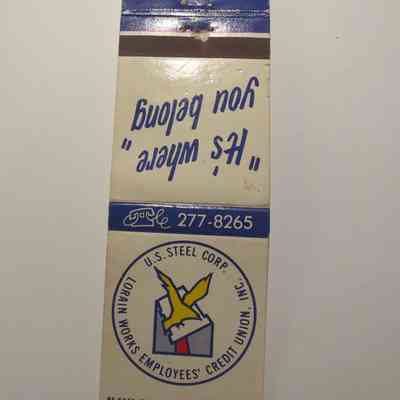 "It's where"
you belong
277-8265
U.S. STEEL CORP.
LORAIN WORKS EMPLOYEES' CREDIT UNION, INC.